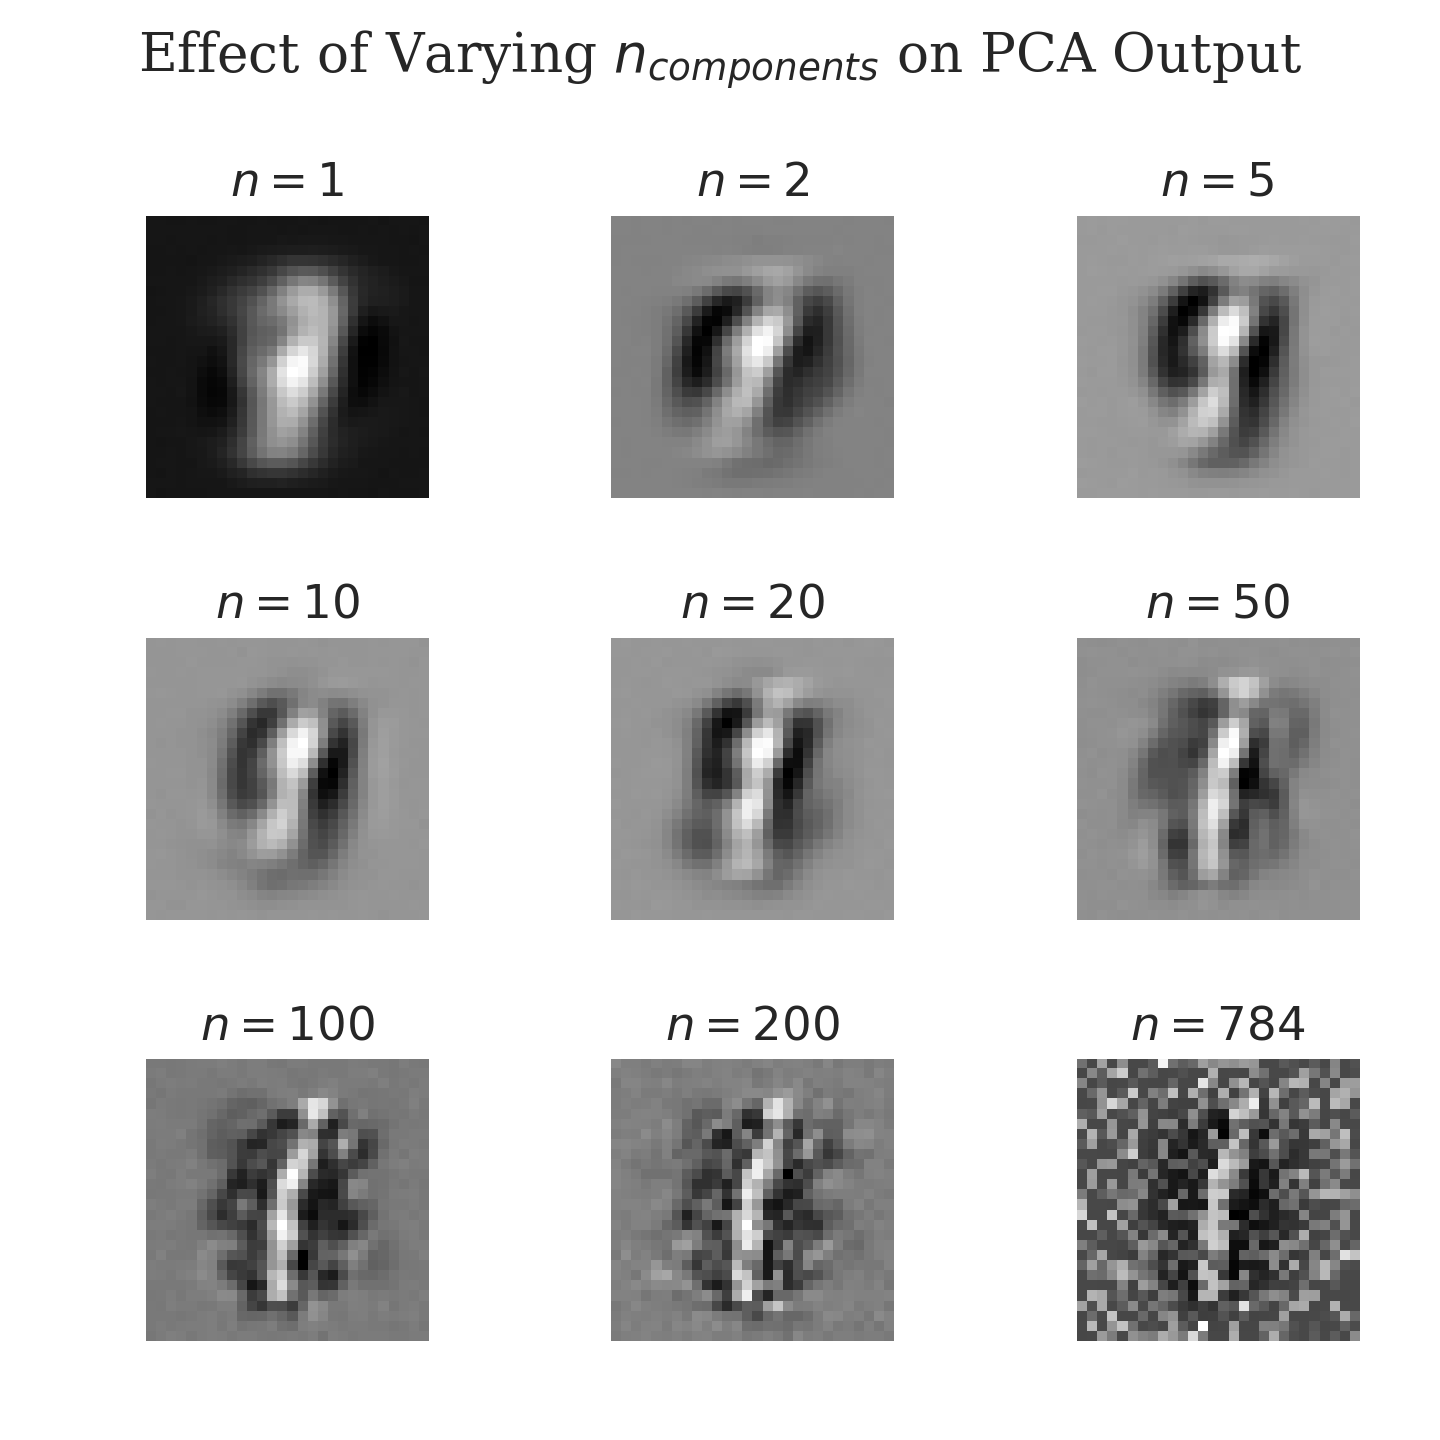 Effect of Varying n_components on PCA Output
n = 1
n = 2
n = 5
n = 10
n = 20
n = 50
n = 100
n = 200
n = 784